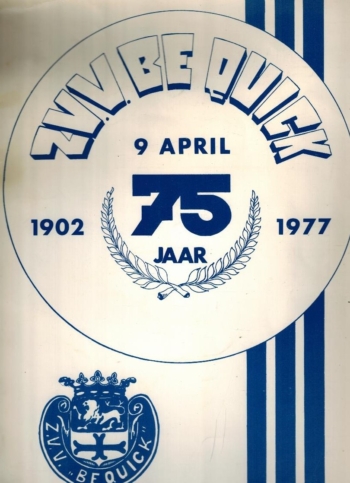 Z.V.V. BE QUICK
9 APRIL
75
1902
1977
JAAR
Z.V.V. „BE QUICK"